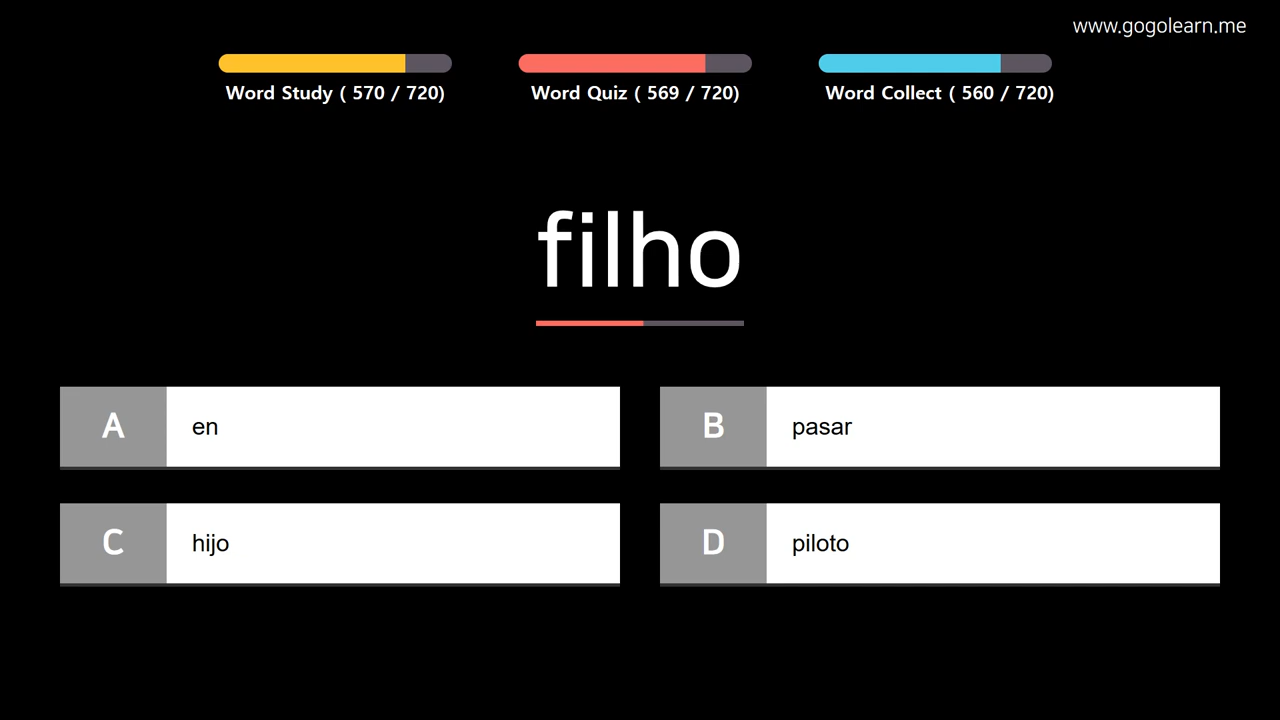 www.gogolearn.me
Word Study ( 570 / 720)
Word Quiz ( 569 / 720)
Word Collect ( 560 / 720)
filho
A
en
B
pasar
C
hijo
D
piloto